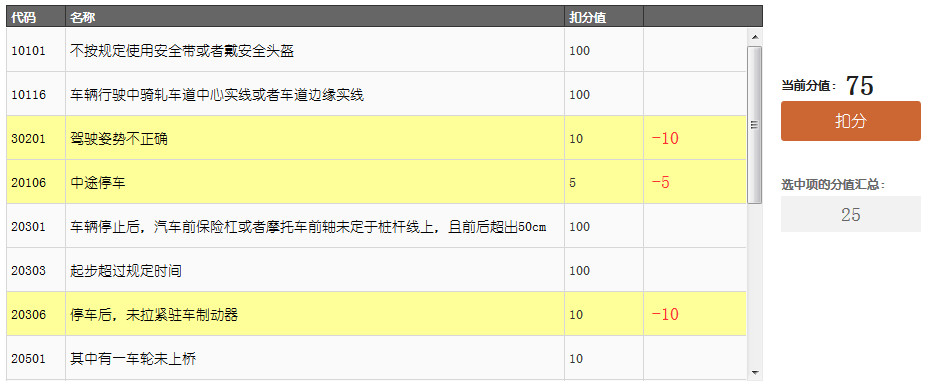 代码 名称 扣分值
10101 不按规定使用安全带或者戴安全头盔 100
10116 车辆行驶中骑轧车道中心实线或者车道边缘实线 100
30201 驾驶姿势不正确 10 -10
20106 中途停车 5 -5
20301 车辆停止后，汽车前保险杠或者摩托车前轴未定于桩杆线上，且前后超出50cm 100
20303 起步超过规定时间 100
20306 停车后，未拉紧驻车制动器 10 -10
20501 其中有一车轮未上桥 10
当前分值： 75
扣分
选中项的分值汇总：
25